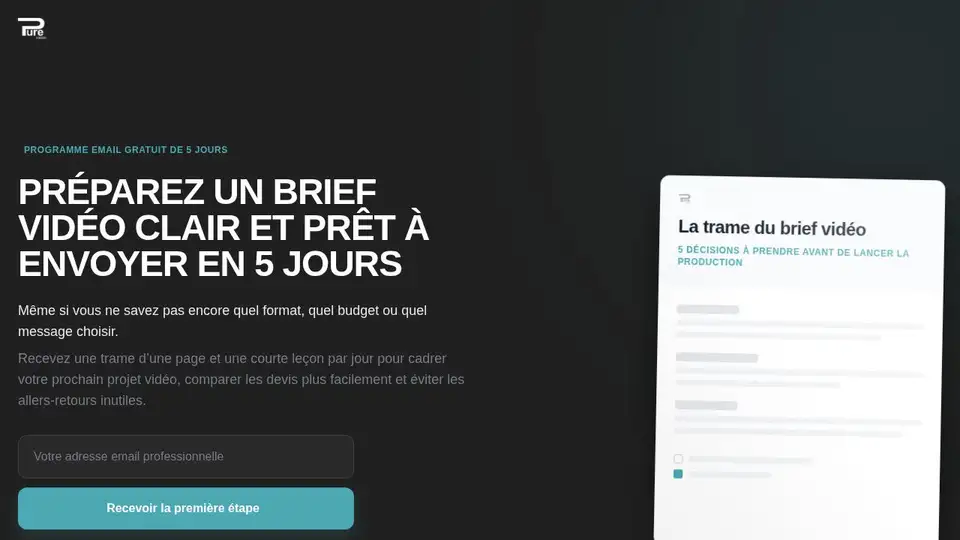 Pure
PROGRAMME EMAIL GRATUIT DE 5 JOURS
PRÉPAREZ UN BRIEF
VIDÉO CLAIR ET PRÊT À
ENVOYER EN 5 JOURS
Même si vous ne savez pas encore quel format, quel budget ou quel
message choisir.
Recevez une trame d’une page et une courte leçon par jour pour cadrer
votre prochain projet vidéo, comparer les devis plus facilement et éviter les
allers-retours inutiles.
Votre adresse email professionnelle
Recevoir la première étape
Pure
La trame du brief vidéo
5 DÉCISIONS À PRENDRE AVANT DE LANCER LA
PRODUCTION